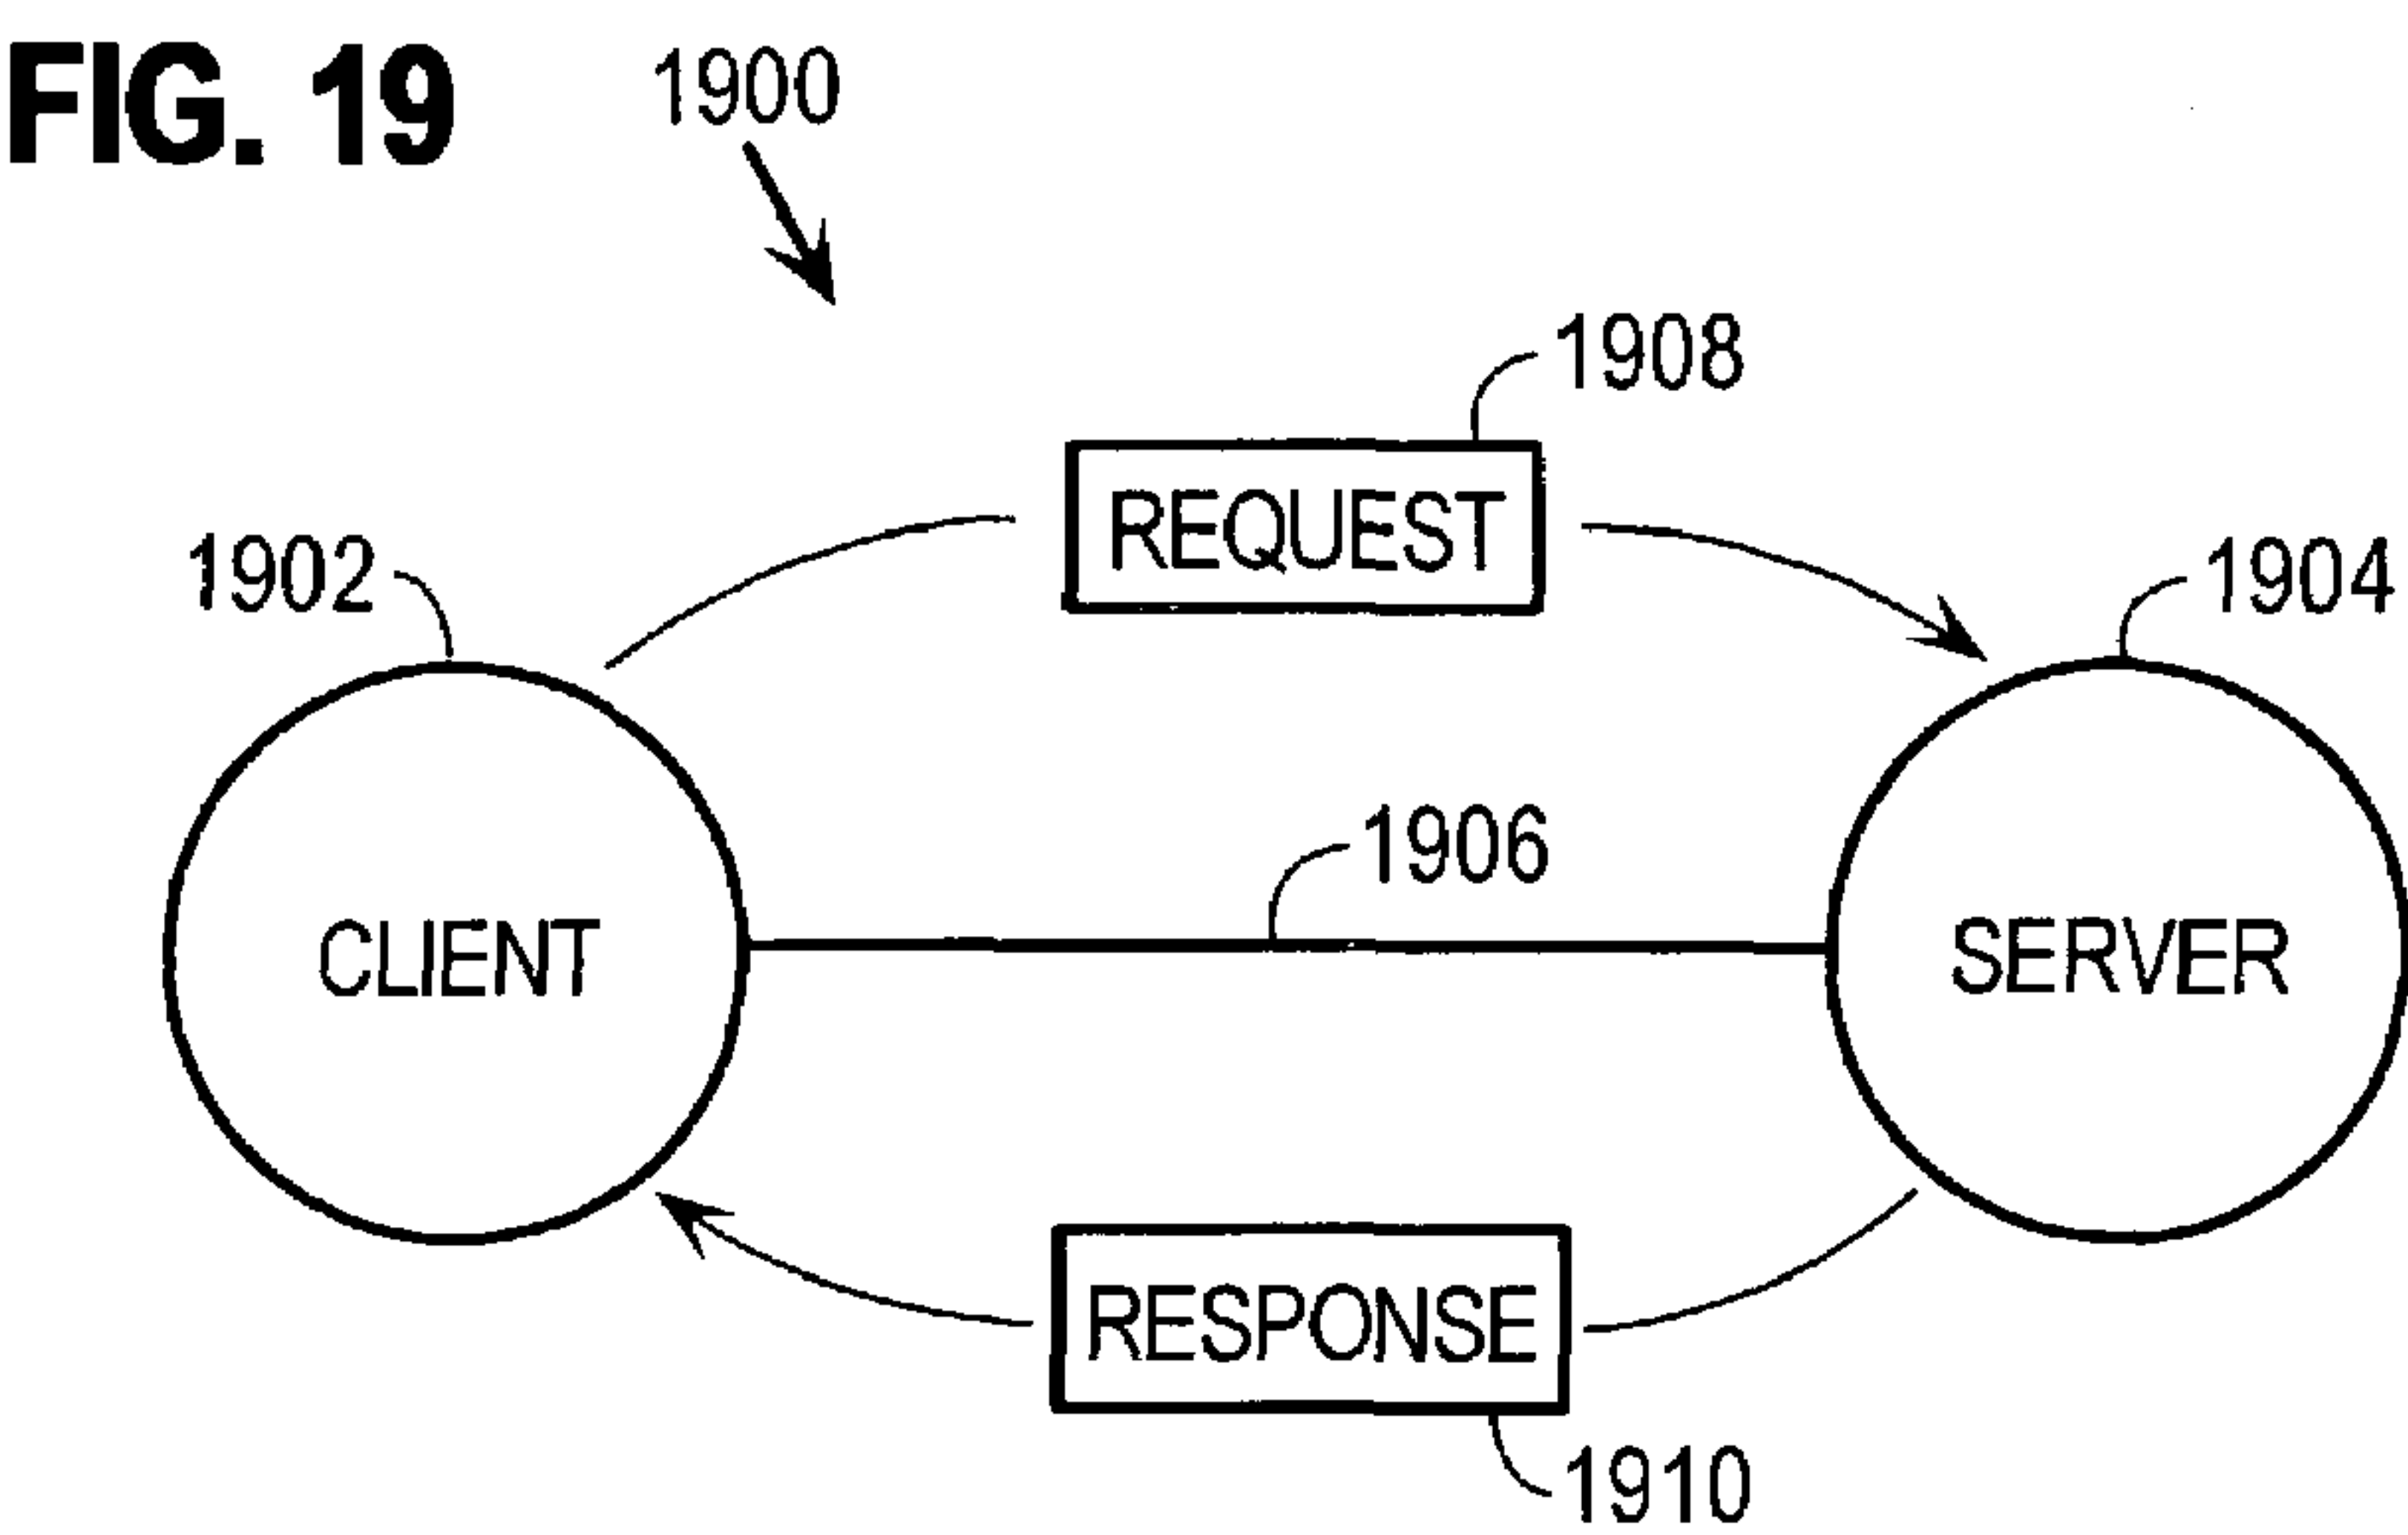 FIG. 19
1900
1908
REQUEST
1902
1904
1906
CLIENT
SERVER
RESPONSE
1910